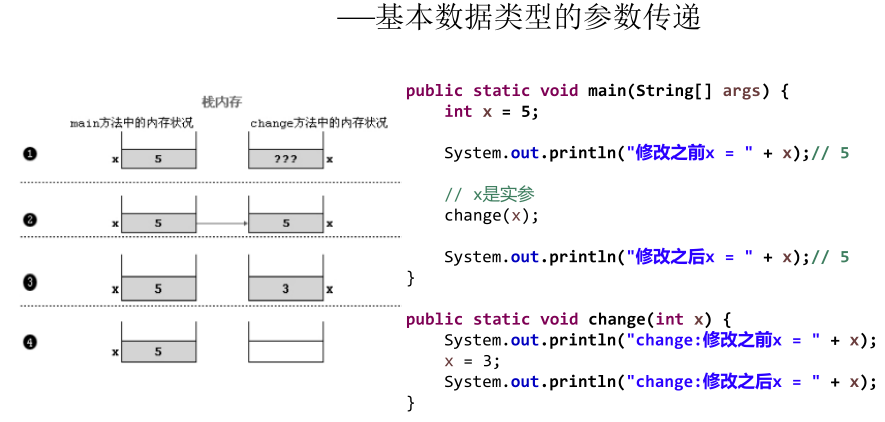 ——基本数据类型的参数传递
栈内存
main方法中的内存状况 change方法中的内存状况
❶ x 5 ??? x
❷ x 5 5 x
❸ x 5 3 x
❹ x 5
public static void main(String[] args) {
int x = 5;
System.out.println("修改之前x = " + x);// 5
// x是实参
change(x);
System.out.println("修改之后x = " + x);// 5
}
public static void change(int x) {
System.out.println("change:修改之前x = " + x);
x = 3;
System.out.println("change:修改之后x = " + x);
}